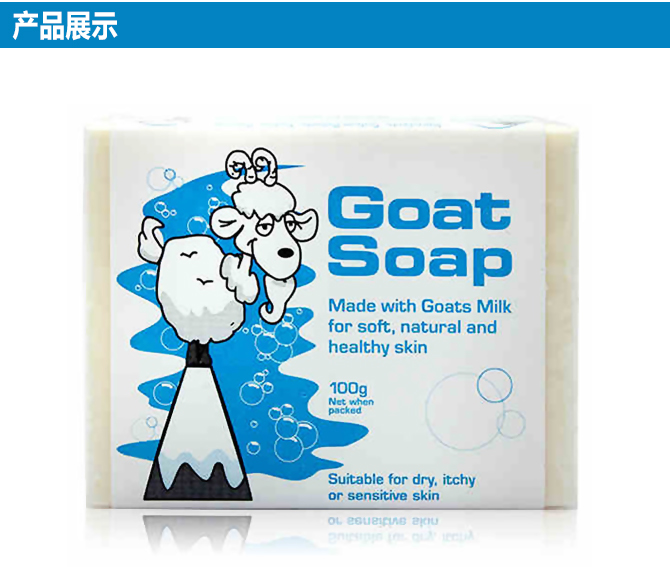 产品展示
Goat
Soap
Made with Goats Milk
for soft, natural and
healthy skin
100g
Net when
packed
Suitable for dry, itchy
or sensitive skin